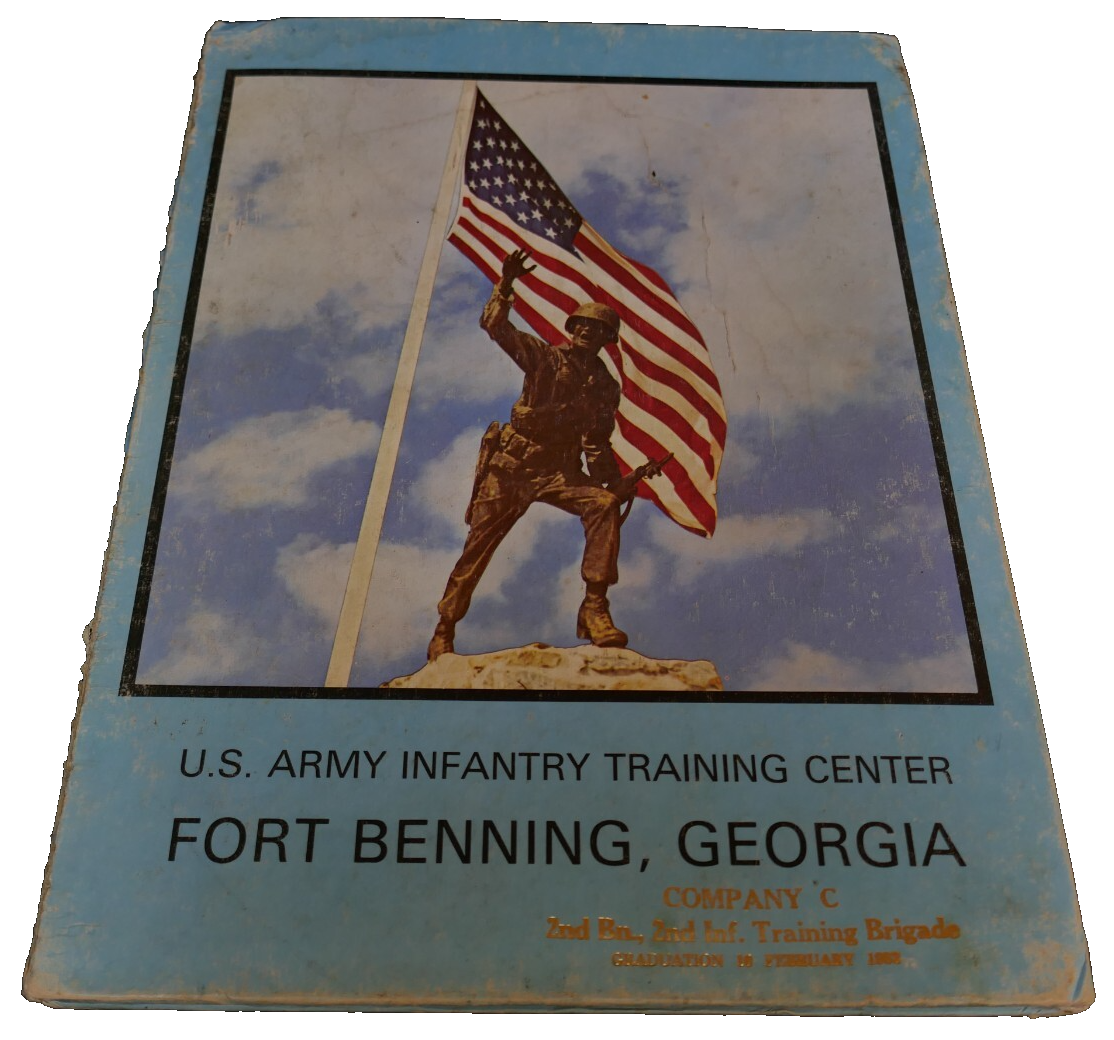 U.S. ARMY INFANTRY TRAINING CENTER
FORT BENNING, GEORGIA
COMPANY C
2nd Bn., 2nd Inf. Training Brigade
GRADUATION FEBRUARY